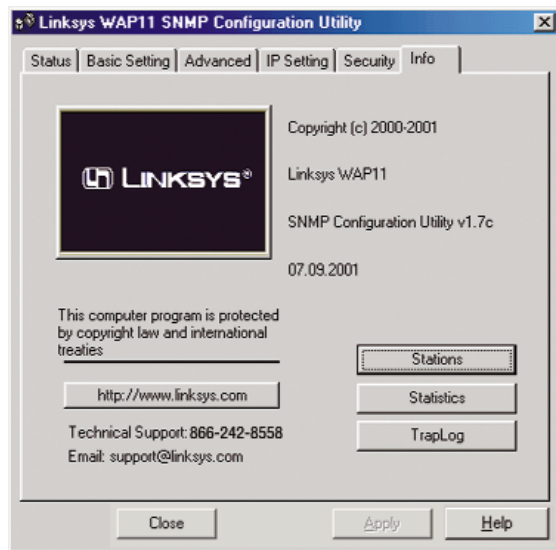 Linksys WAP11 SNMP Configuration Utility
Status
Basic Setting
Advanced
IP Setting
Security
Info
LINKSYS®
Copyright (c) 2000-2001
Linksys WAP11
SNMP Configuration Utility v1.7c
07.09.2001
This computer program is protected
by copyright law and international
treaties
http://www.linksys.com
Technical Support: 866-242-8558
Email: support@linksys.com
Stations
Statistics
TrapLog
Close
Apply
Help